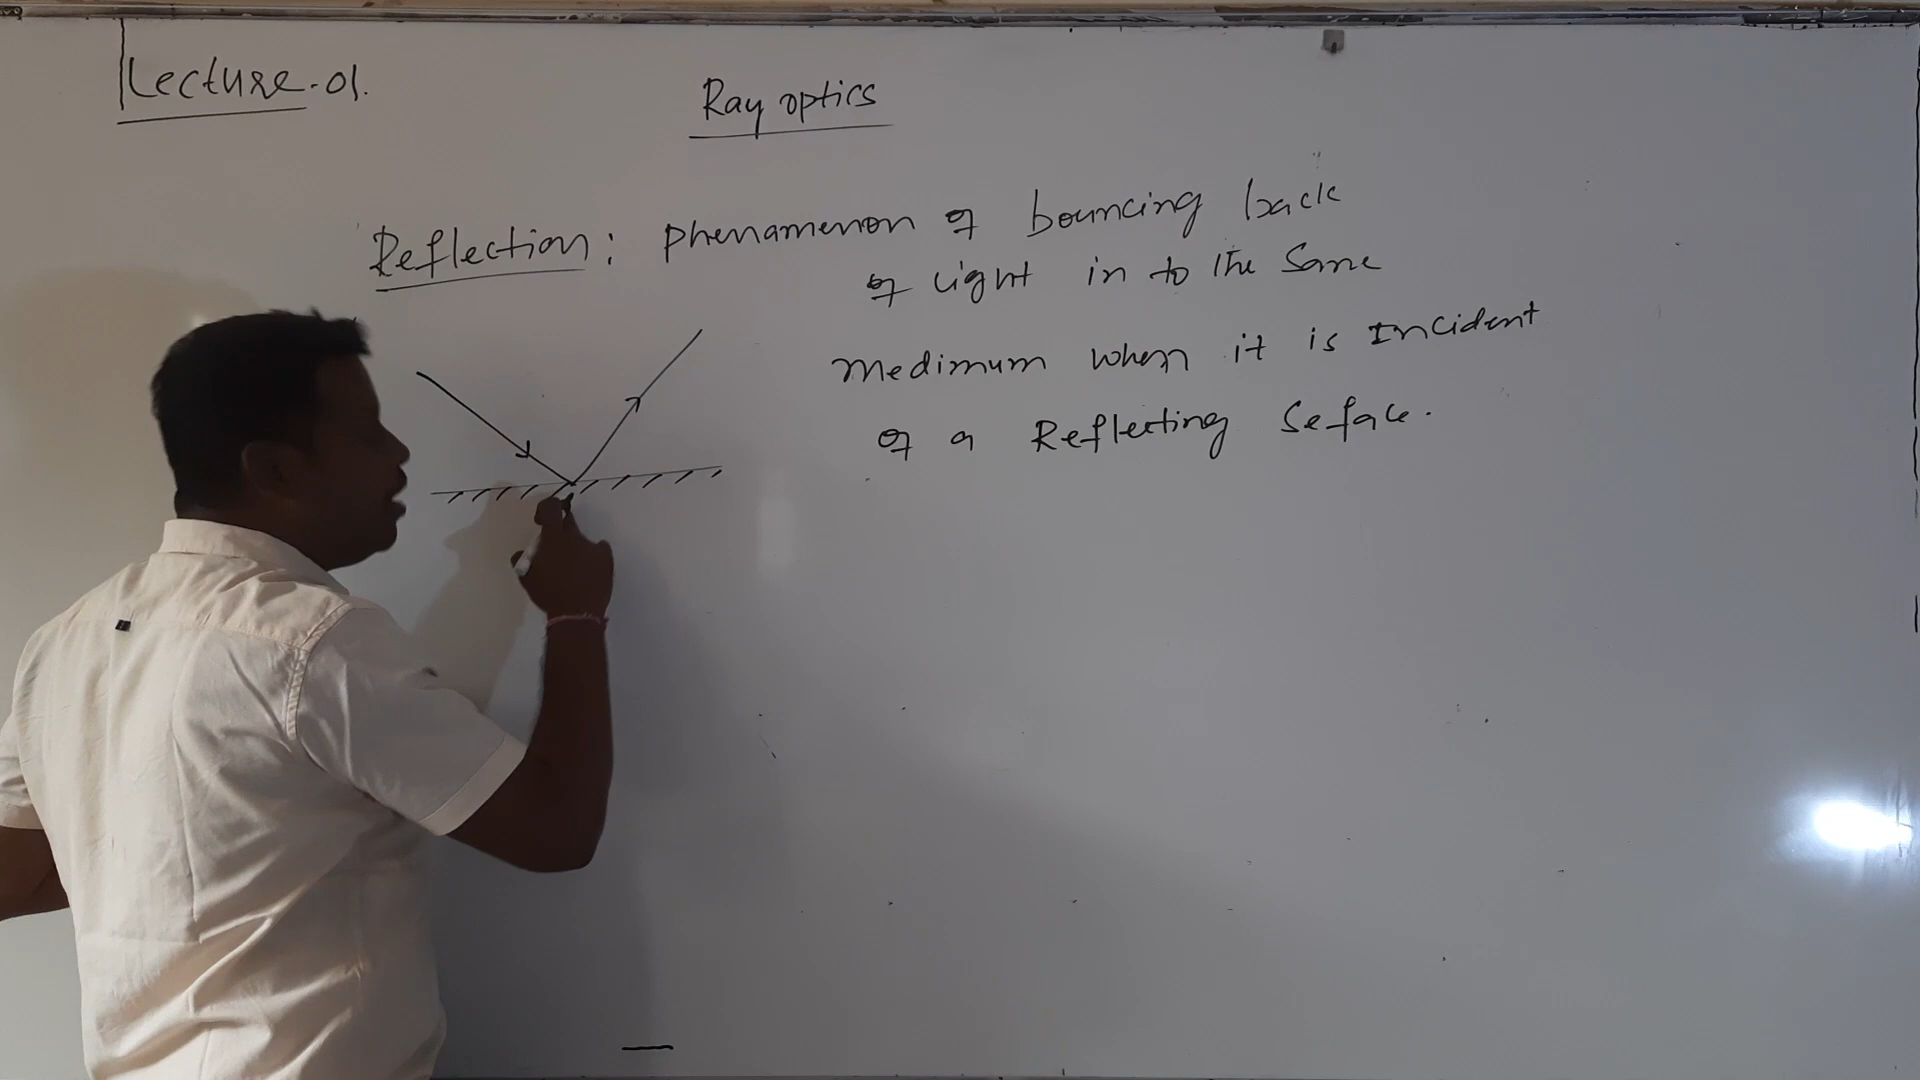 Lecture-01.
Ray optics
Reflection: Phenamenon of bouncing back
of light in to the Same
Medimum when it is Incident
of a Reflecting Seface.